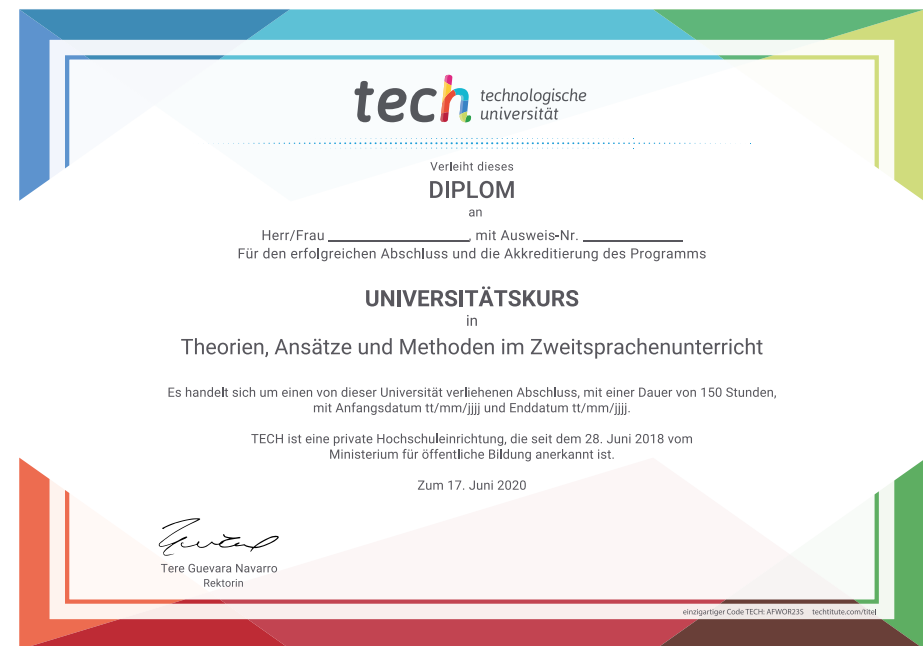 tech technologische
universität
Verleiht dieses
DIPLOM
an
Herr/Frau ____________________, mit Ausweis-Nr. ______________
Für den erfolgreichen Abschluss und die Akkreditierung des Programms
UNIVERSITÄTSKURS
in
Theorien, Ansätze und Methoden im Zweitsprachenunterricht
Es handelt sich um einen von dieser Universität verliehenen Abschluss, mit einer Dauer von 150 Stunden,
mit Anfangsdatum tt/mm/jjjj und Enddatum tt/mm/jjjj.
TECH ist eine private Hochschuleinrichtung, die seit dem 28. Juni 2018 vom
Ministerium für öffentliche Bildung anerkannt ist.
Zum 17. Juni 2020
Tere Guevara Navarro
Rektorin
einzigartiger Code TECH: AFWOR23S techtitute.com/titel